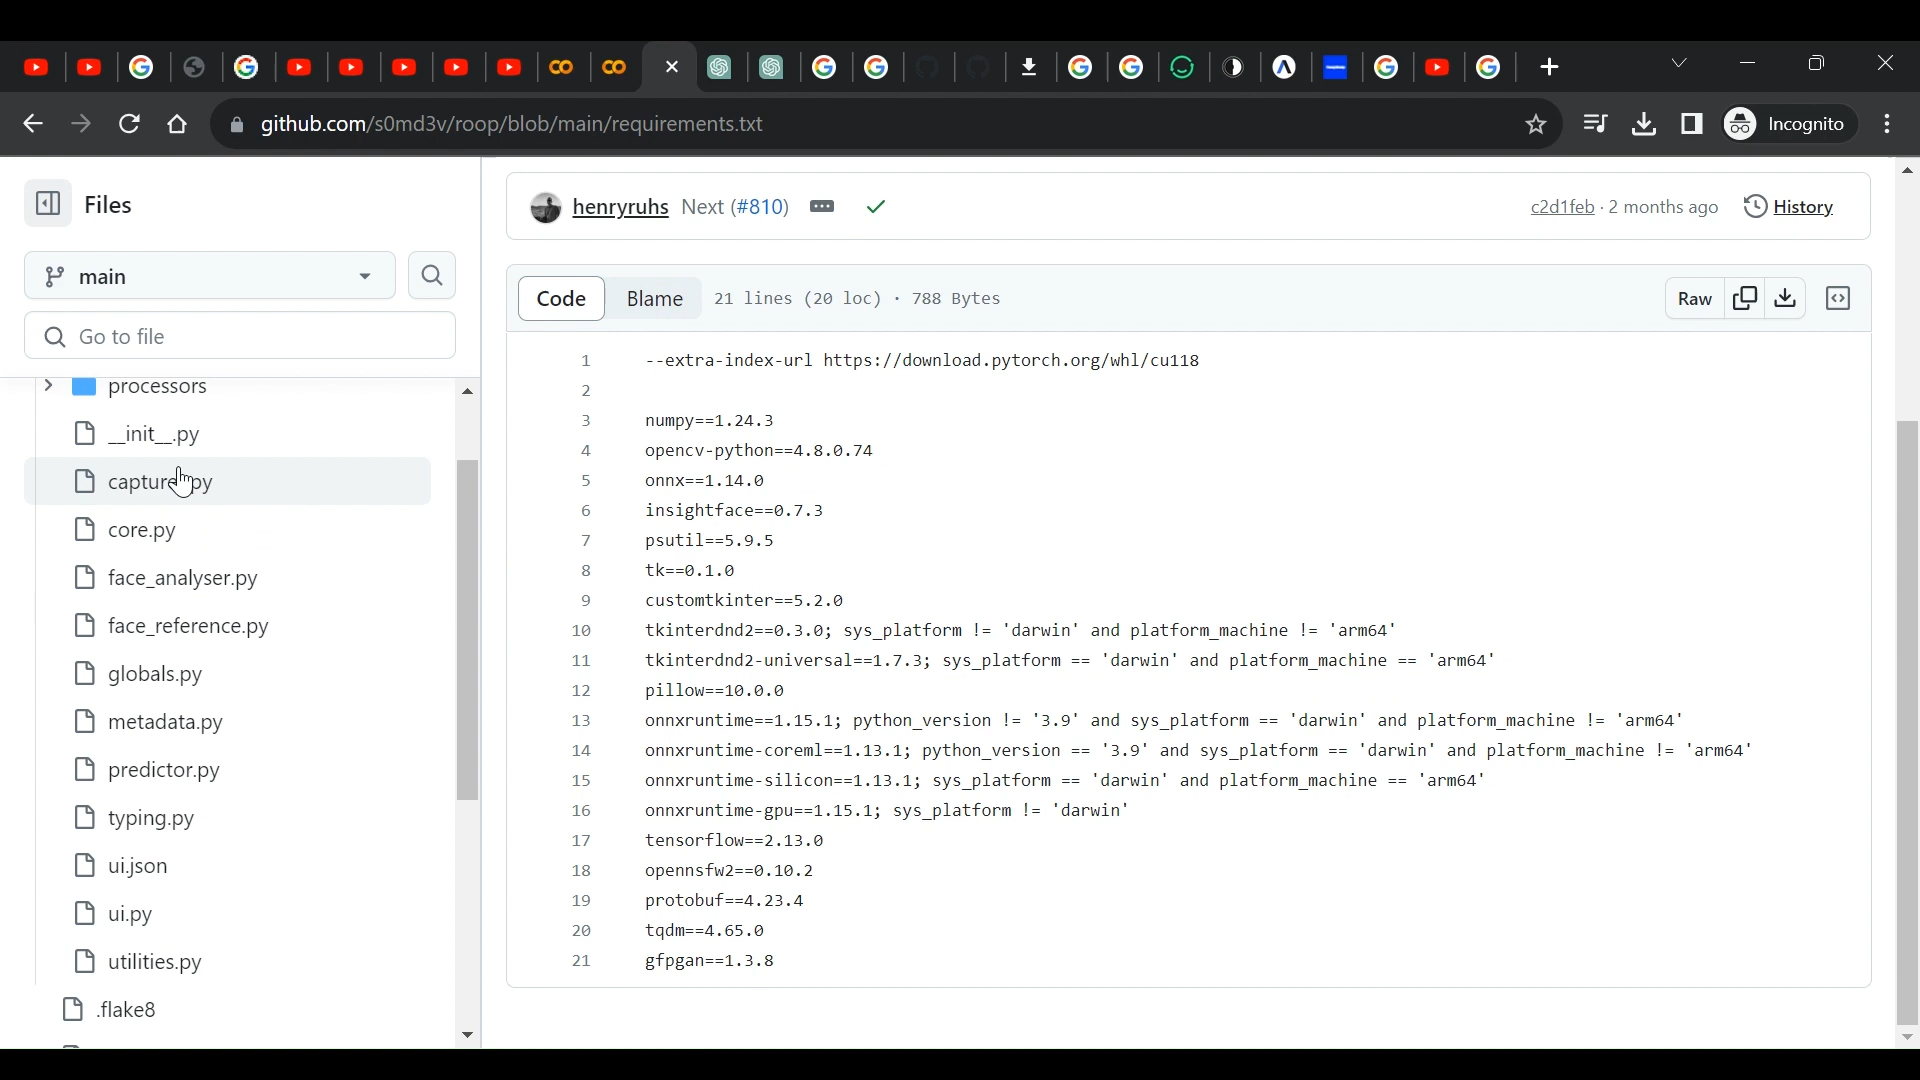 github.com/s0md3v/roop/blob/main/requirements.txt
Incognito
Files
main
Go to file
processors
__init__.py
capturer.py
core.py
face_analyser.py
face_reference.py
globals.py
metadata.py
predictor.py
typing.py
ui.json
ui.py
utilities.py
.flake8
henryruhs Next (#810)
c2d1feb · 2 months ago
History
Code
Blame
21 lines (20 loc) · 788 Bytes
Raw
1 --extra-index-url https://download.pytorch.org/whl/cu118
2
3 numpy==1.24.3
4 opencv-python==4.8.0.74
5 onnx==1.14.0
6 insightface==0.7.3
7 psutil==5.9.5
8 tk==0.1.0
9 customtkinter==5.2.0
10 tkinterdnd2==0.3.0; sys_platform != 'darwin' and platform_machine != 'arm64'
11 tkinterdnd2-universal==1.7.3; sys_platform == 'darwin' and platform_machine == 'arm64'
12 pillow==10.0.0
13 onnxruntime==1.15.1; python_version != '3.9' and sys_platform == 'darwin' and platform_machine != 'arm64'
14 onnxruntime-coreml==1.13.1; python_version == '3.9' and sys_platform == 'darwin' and platform_machine != 'arm64'
15 onnxruntime-silicon==1.13.1; sys_platform == 'darwin' and platform_machine == 'arm64'
16 onnxruntime-gpu==1.15.1; sys_platform != 'darwin'
17 tensorflow==2.13.0
18 opennsfw2==0.10.2
19 protobuf==4.23.4
20 tqdm==4.65.0
21 gfpgan==1.3.8